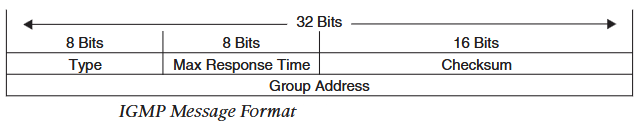 32 Bits
8 Bits 8 Bits 16 Bits
Type Max Response Time Checksum
Group Address
IGMP Message Format